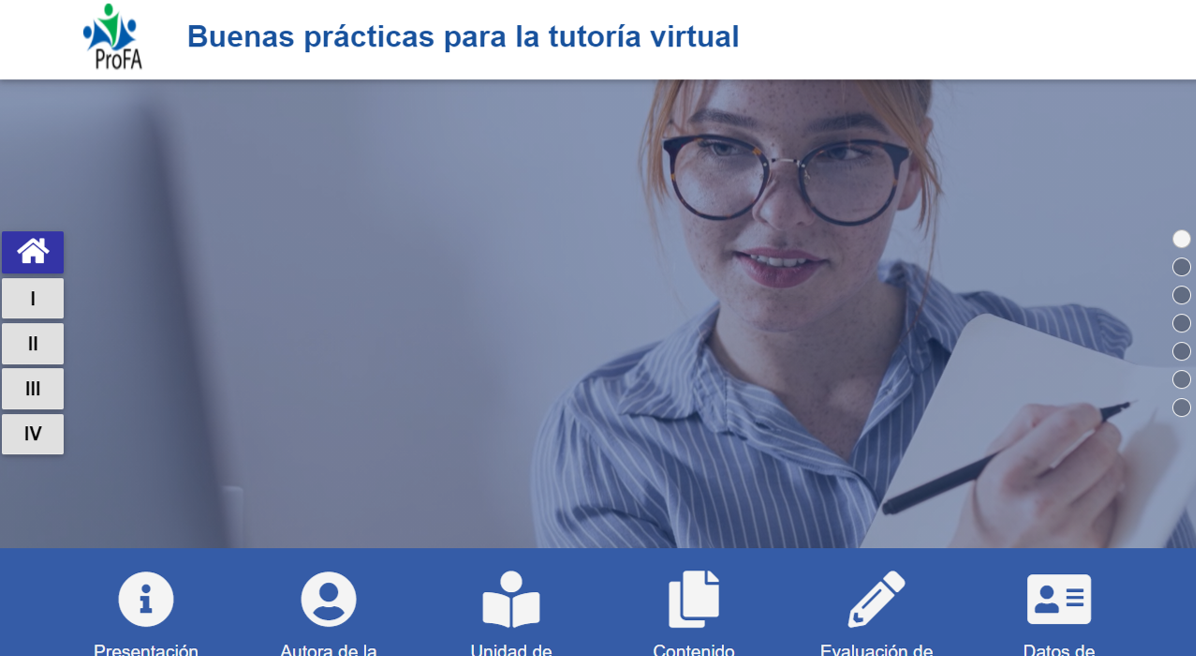 ProFA
Buenas prácticas para la tutoría virtual
I
II
III
IV
Presentación
Autora de la
Unidad de
Contenido
Evaluación de
Datos de